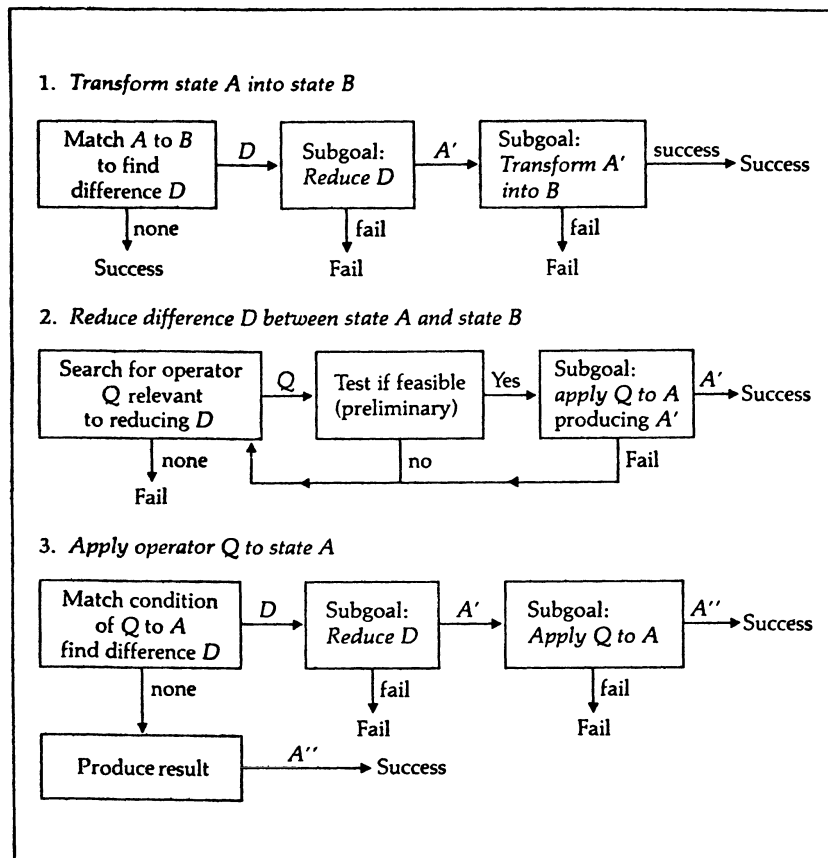 1. Transform state A into state B
Match A to B
to find
difference D
D
Subgoal:
Reduce D
A'
Subgoal:
Transform A'
into B
success
Success
none
Success
fail
Fail
fail
Fail
2. Reduce difference D between state A and state B
Search for operator
Q relevant
to reducing D
Q
Test if feasible
(preliminary)
Yes
Subgoal:
apply Q to A
producing A'
A'
Success
none
Fail
no
Fail
3. Apply operator Q to state A
Match condition
of Q to A
find difference D
D
Subgoal:
Reduce D
A'
Subgoal:
Apply Q to A
A''
Success
none
fail
Fail
fail
Fail
Produce result
A''
Success